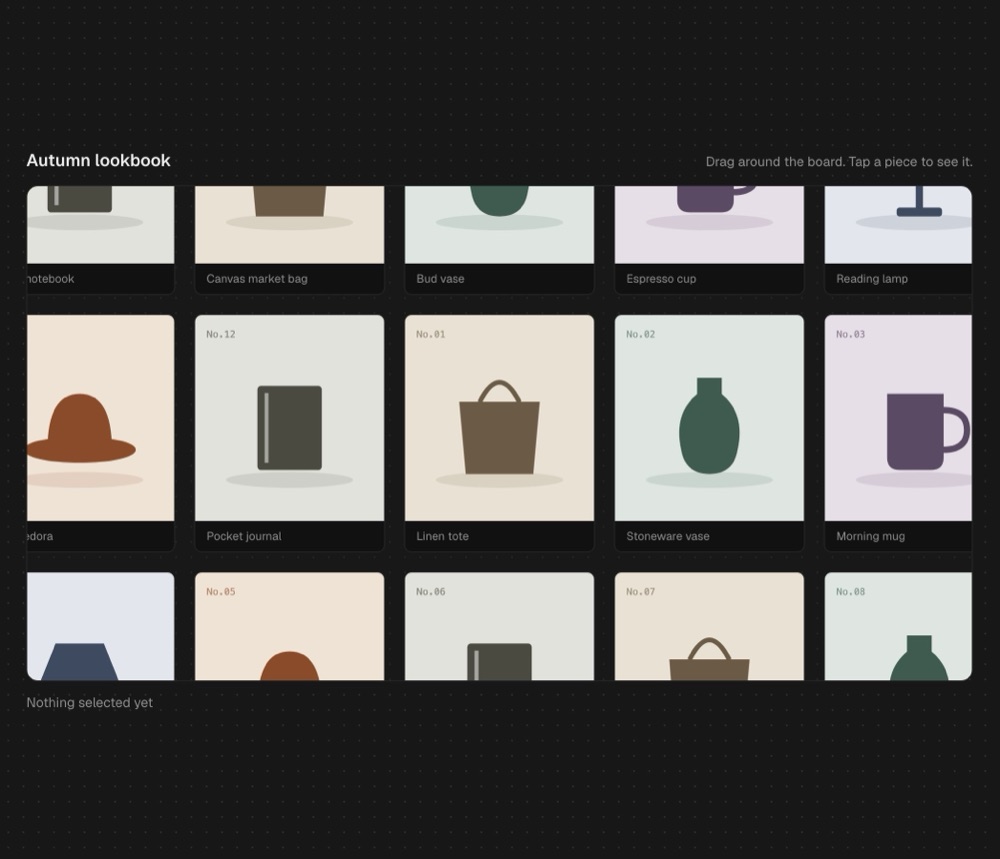 Autumn lookbook
Drag around the board. Tap a piece to see it.
notebook
Canvas market bag
Bud vase
Espresso cup
Reading lamp
No.12
No.01
No.02
No.03
edora
Pocket journal
Linen tote
Stoneware vase
Morning mug
No.05
No.06
No.07
No.08
Nothing selected yet